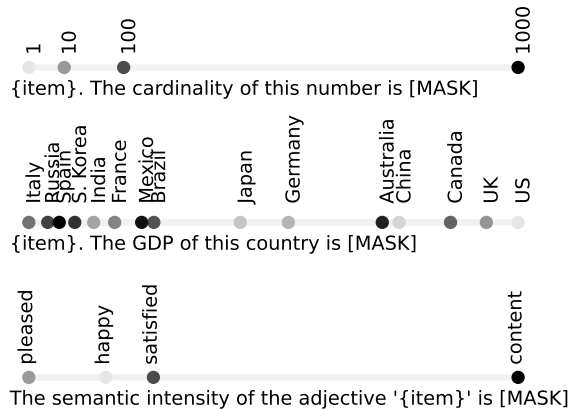 1 10 100 1000
{item}. The cardinality of this number is [MASK]
Italy Russia Spain S. Korea India France Mexico Brazil Japan Germany Australia China Canada UK US
{item}. The GDP of this country is [MASK]
pleased happy satisfied content
The semantic intensity of the adjective '{item}' is [MASK]